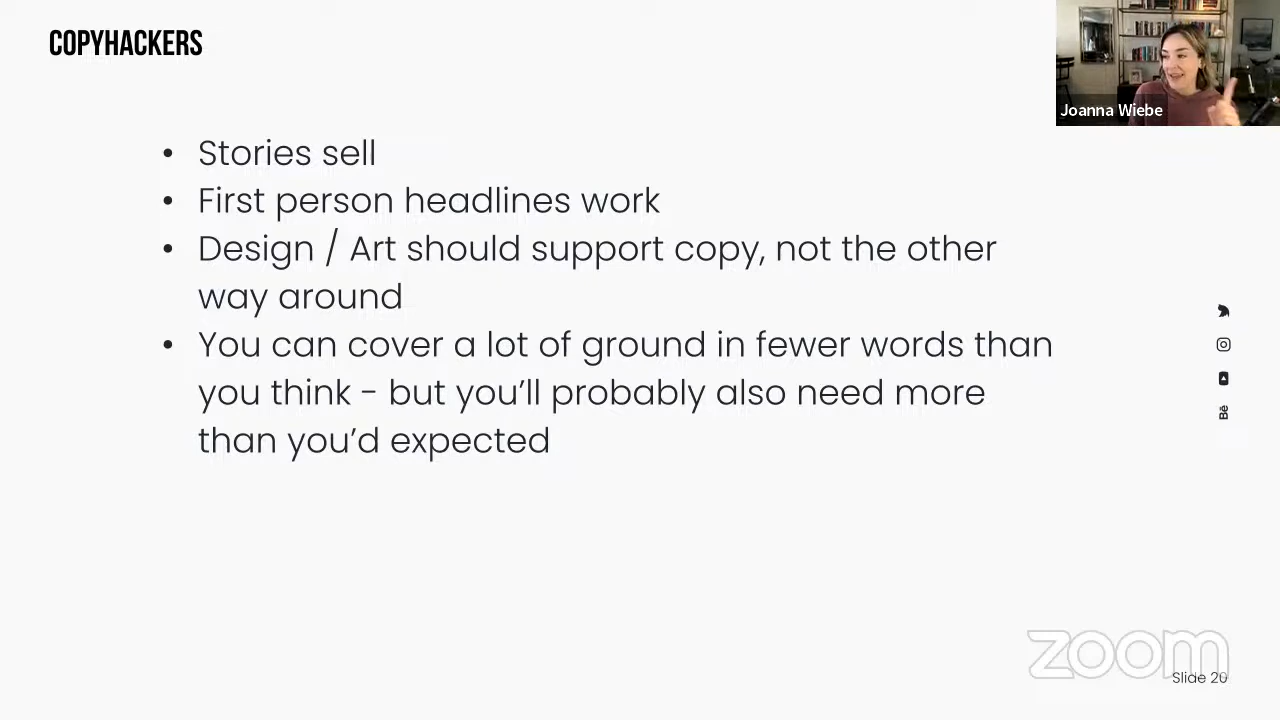 COPYHACKERS
Joanna Wiebe
• Stories sell
• First person headlines work
• Design / Art should support copy, not the other
way around
• You can cover a lot of ground in fewer words than
you think - but you’ll probably also need more
than you’d expected
Bē
zoom
Slide 20